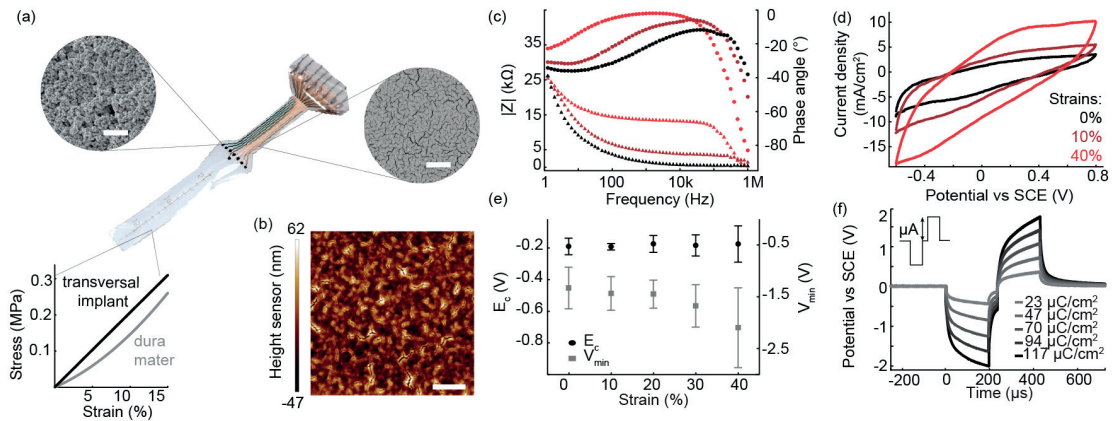 (a)
0.3
0.2
0.1
Stress (MPa)
transversal
implant
dura
mater
5
10
15
Strain (%)
(b)
62
Height sensor (nm)
-47
(c)
35
30
25
20
15
10
5
0
|Z| (kΩ)
0
-20
-40
-60
-80
Phase angle (°)
1
100
10k
1M
Frequency (Hz)
(d)
10
5
0
-5
-10
-15
Current density
(mA/cm²)
Strains:
0%
10%
40%
-0.4
0
0.4
0.8
Potential vs SCE (V)
(e)
-0.2
-0.4
-0.6
-0.8
E_c (V)
-0.5
-1.5
-2.5
V_min (V)
E_c
V_min
0
10
20
30
40
Strain (%)
(f)
2
1
0
-1
-2
Potential vs SCE (V)
µA
23 µC/cm²
47 µC/cm²
70 µC/cm²
94 µC/cm²
117 µC/cm²
-200
0
200
400
600
Time (µs)